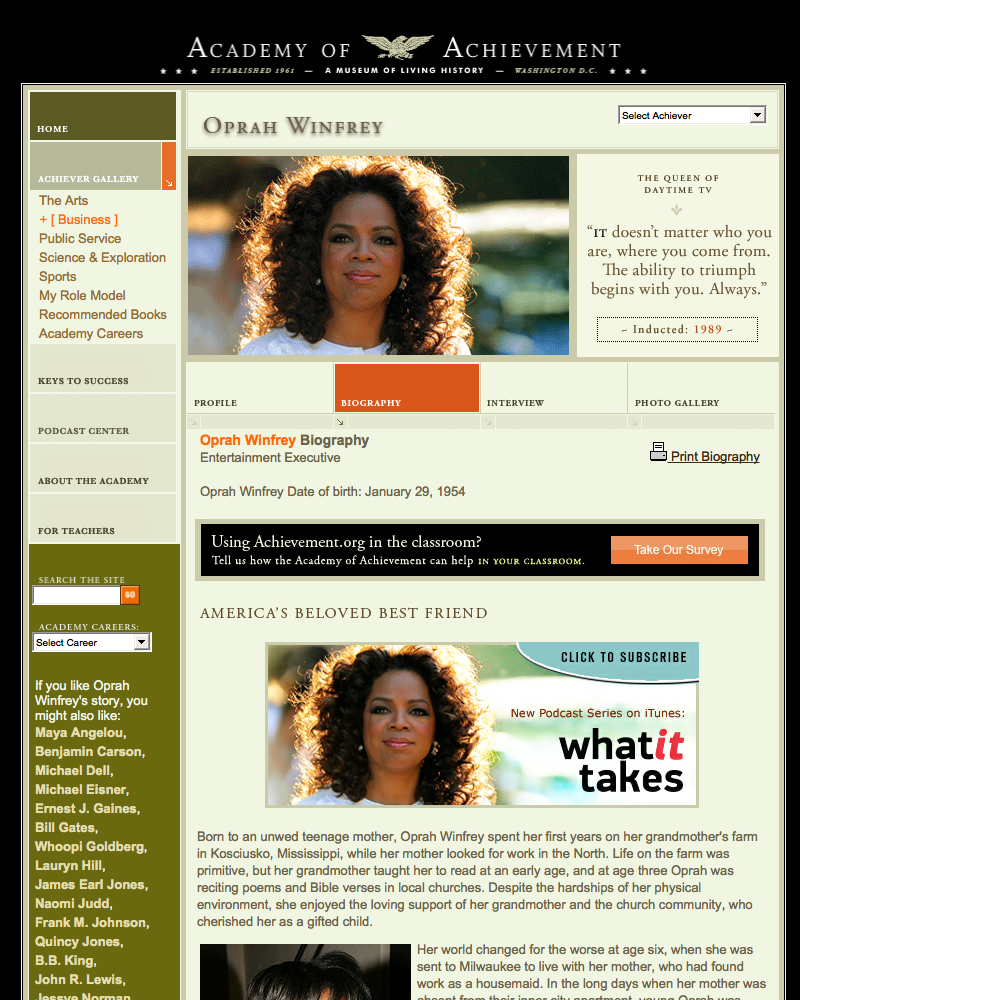 ACADEMY OF ACHIEVEMENT
ESTABLISHED 1961 — A MUSEUM OF LIVING HISTORY — WASHINGTON D.C.
HOME
ACHIEVER GALLERY
The Arts
+ [ Business ]
Public Service
Science & Exploration
Sports
My Role Model
Recommended Books
Academy Careers
KEYS TO SUCCESS
PODCAST CENTER
ABOUT THE ACADEMY
FOR TEACHERS
SEARCH THE SITE
GO
ACADEMY CAREERS:
Select Career
If you like Oprah
Winfrey's story, you
might also like:
Maya Angelou,
Benjamin Carson,
Michael Dell,
Michael Eisner,
Ernest J. Gaines,
Bill Gates,
Whoopi Goldberg,
Lauryn Hill,
James Earl Jones,
Naomi Judd,
Frank M. Johnson,
Quincy Jones,
B.B. King,
John R. Lewis,
Jessye Norman,
OPRAH WINFREY
Select Achiever
THE QUEEN OF
DAYTIME TV
“IT doesn’t matter who you
are, where you come from.
The ability to triumph
begins with you. Always.”
~ Inducted: 1989 ~
PROFILE
BIOGRAPHY
INTERVIEW
PHOTO GALLERY
Oprah Winfrey Biography
Entertainment Executive
Print Biography
Oprah Winfrey Date of birth: January 29, 1954
Using Achievement.org in the classroom?
Tell us how the Academy of Achievement can help IN YOUR CLASSROOM.
Take Our Survey
AMERICA’S BELOVED BEST FRIEND
CLICK TO SUBSCRIBE
New Podcast Series on iTunes:
whatit
takes
Born to an unwed teenage mother, Oprah Winfrey spent her first years on her grandmother's farm
in Kosciusko, Mississippi, while her mother looked for work in the North. Life on the farm was
primitive, but her grandmother taught her to read at an early age, and at age three Oprah was
reciting poems and Bible verses in local churches. Despite the hardships of her physical
environment, she enjoyed the loving support of her grandmother and the church community, who
cherished her as a gifted child.
Her world changed for the worse at age six, when she was
sent to Milwaukee to live with her mother, who had found
work as a housemaid. In the long days when her mother was
absent from their inner city apartment, young Oprah was